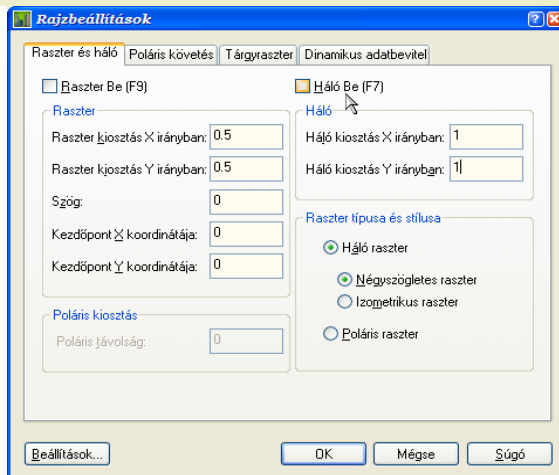 Rajzbeállítások
Raszter és háló Poláris követés Tárgyraszter Dinamikus adatbevitel
Raszter Be (F9)
Háló Be (F7)
Raszter
Raszter kiosztás X irányban: 0.5
Raszter kiosztás Y irányban: 0.5
Szög: 0
Kezdőpont X koordinátája: 0
Kezdőpont Y koordinátája: 0
Poláris kiosztás
Poláris távolság: 0
Háló
Háló kiosztás X irányban: 1
Háló kiosztás Y irányban: 1
Raszter típusa és stílusa
Háló raszter
Négyszögletes raszter
Izometrikus raszter
Poláris raszter
Beállítások... OK Mégse Súgó